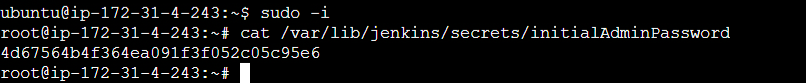 ubuntu@ip-172-31-4-243:~$ sudo -i
root@ip-172-31-4-243:~# cat /var/lib/jenkins/secrets/initialAdminPassword
4d67564b4f364ea091f3f052c05c95e6
root@ip-172-31-4-243:~#